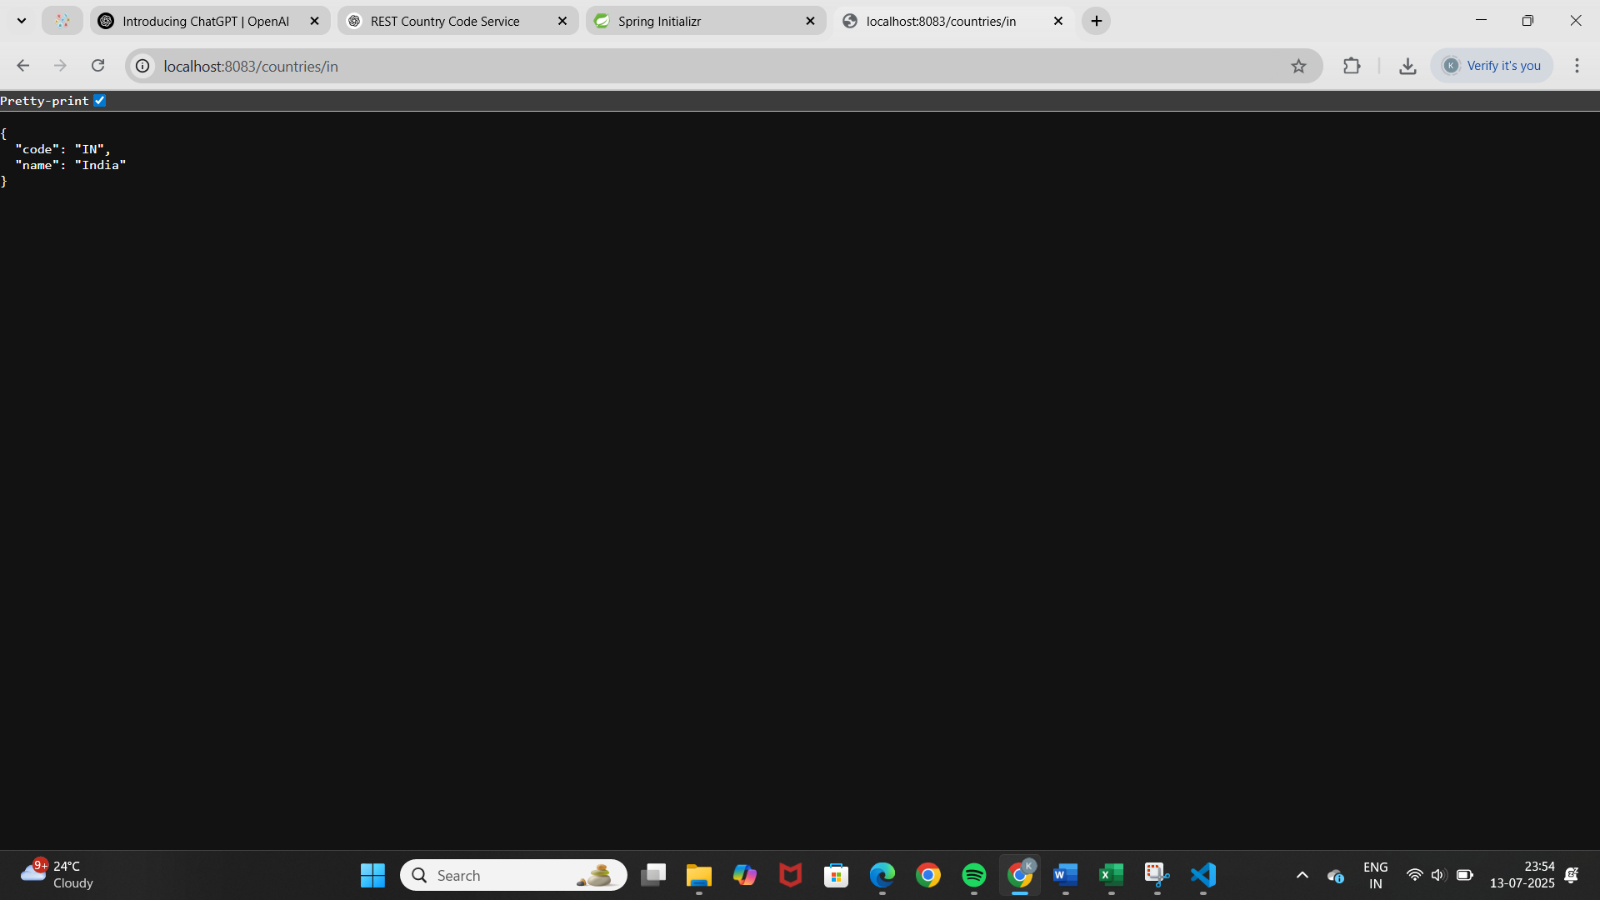 Introducing ChatGPT | OpenAI
REST Country Code Service
Spring Initializr
localhost:8083/countries/in
localhost:8083/countries/in
K
Verify it's you
Pretty-print
{
"code": "IN",
"name": "India"
}
9+
24°C
Cloudy
Search
K
W
X
ENG
IN
23:54
13-07-2025